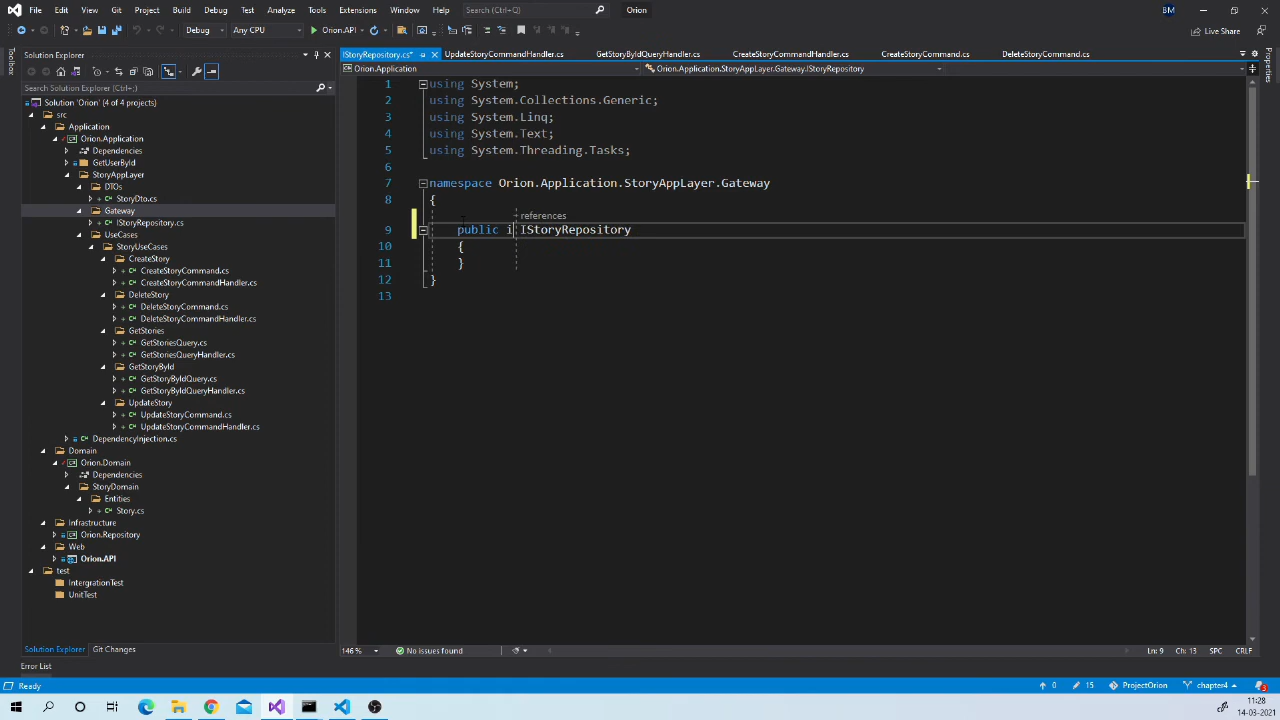 File Edit View Git Project Build Debug Test Analyze Tools Extensions Window Help Search (Ctrl+Q) Orion BM
Debug Any CPU Orion.API Live Share
Toolbox
Solution Explorer
Search Solution Explorer (Ctrl+;)
Solution 'Orion' (4 of 4 projects)
src
Application
Orion.Application
Dependencies
GetUserById
StoryAppLayer
DTOs
StoryDto.cs
Gateway
IStoryRepository.cs
UseCases
StoryUseCases
CreateStory
CreateStoryCommand.cs
CreateStoryCommandHandler.cs
DeleteStory
DeleteStoryCommand.cs
DeleteStoryCommandHandler.cs
GetStories
GetStoriesQuery.cs
GetStoriesQueryHandler.cs
GetStoryById
GetStoryByIdQuery.cs
GetStoryByIdQueryHandler.cs
UpdateStory
UpdateStoryCommand.cs
UpdateStoryCommandHandler.cs
DependencyInjection.cs
Domain
Orion.Domain
Dependencies
StoryDomain
Entities
Story.cs
Infrastructure
Orion.Repository
Web
Orion.API
test
IntergrationTest
UnitTest
Solution Explorer Git Changes
IStoryRepository.cs* UpdateStoryCommandHandler.cs GetStoryByIdQueryHandler.cs CreateStoryCommandHandler.cs CreateStoryCommand.cs DeleteStoryCommand.cs
Orion.Application Orion.Application.StoryAppLayer.Gateway.IStoryRepository
1 using System;
2 using System.Collections.Generic;
3 using System.Linq;
4 using System.Text;
5 using System.Threading.Tasks;
6
7 namespace Orion.Application.StoryAppLayer.Gateway
8 {
- references
9 public i IStoryRepository
10 {
11 }
12 }
13
Properties
146 % No issues found Ln: 9 Ch: 13 SPC CRLF
Error List
Ready 0 15 ProjectOrion chapter4 3
11:28
14-03-2021